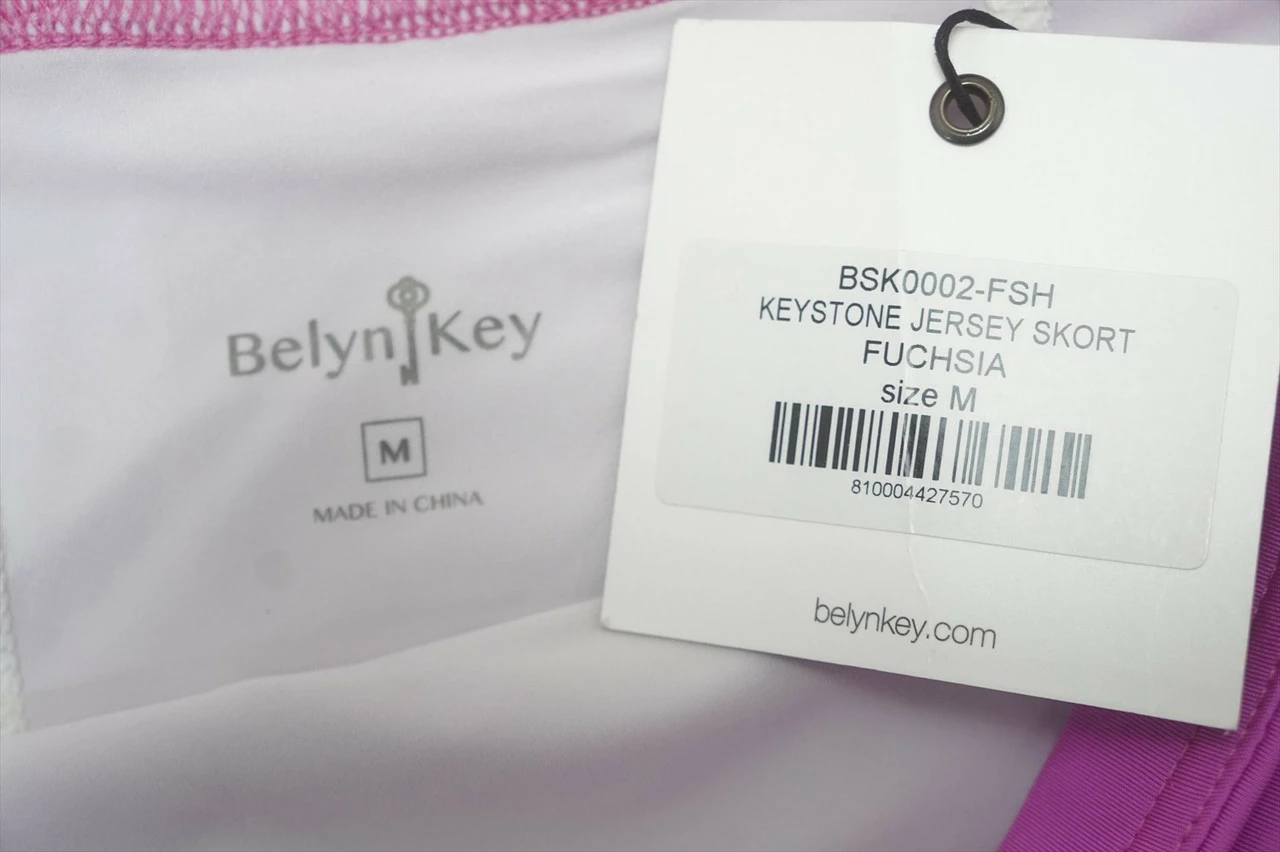 Belyn Key
M
MADE IN CHINA
BSK0002-FSH
KEYSTONE JERSEY SKORT
FUCHSIA
size M
810004427570
belynkey.com